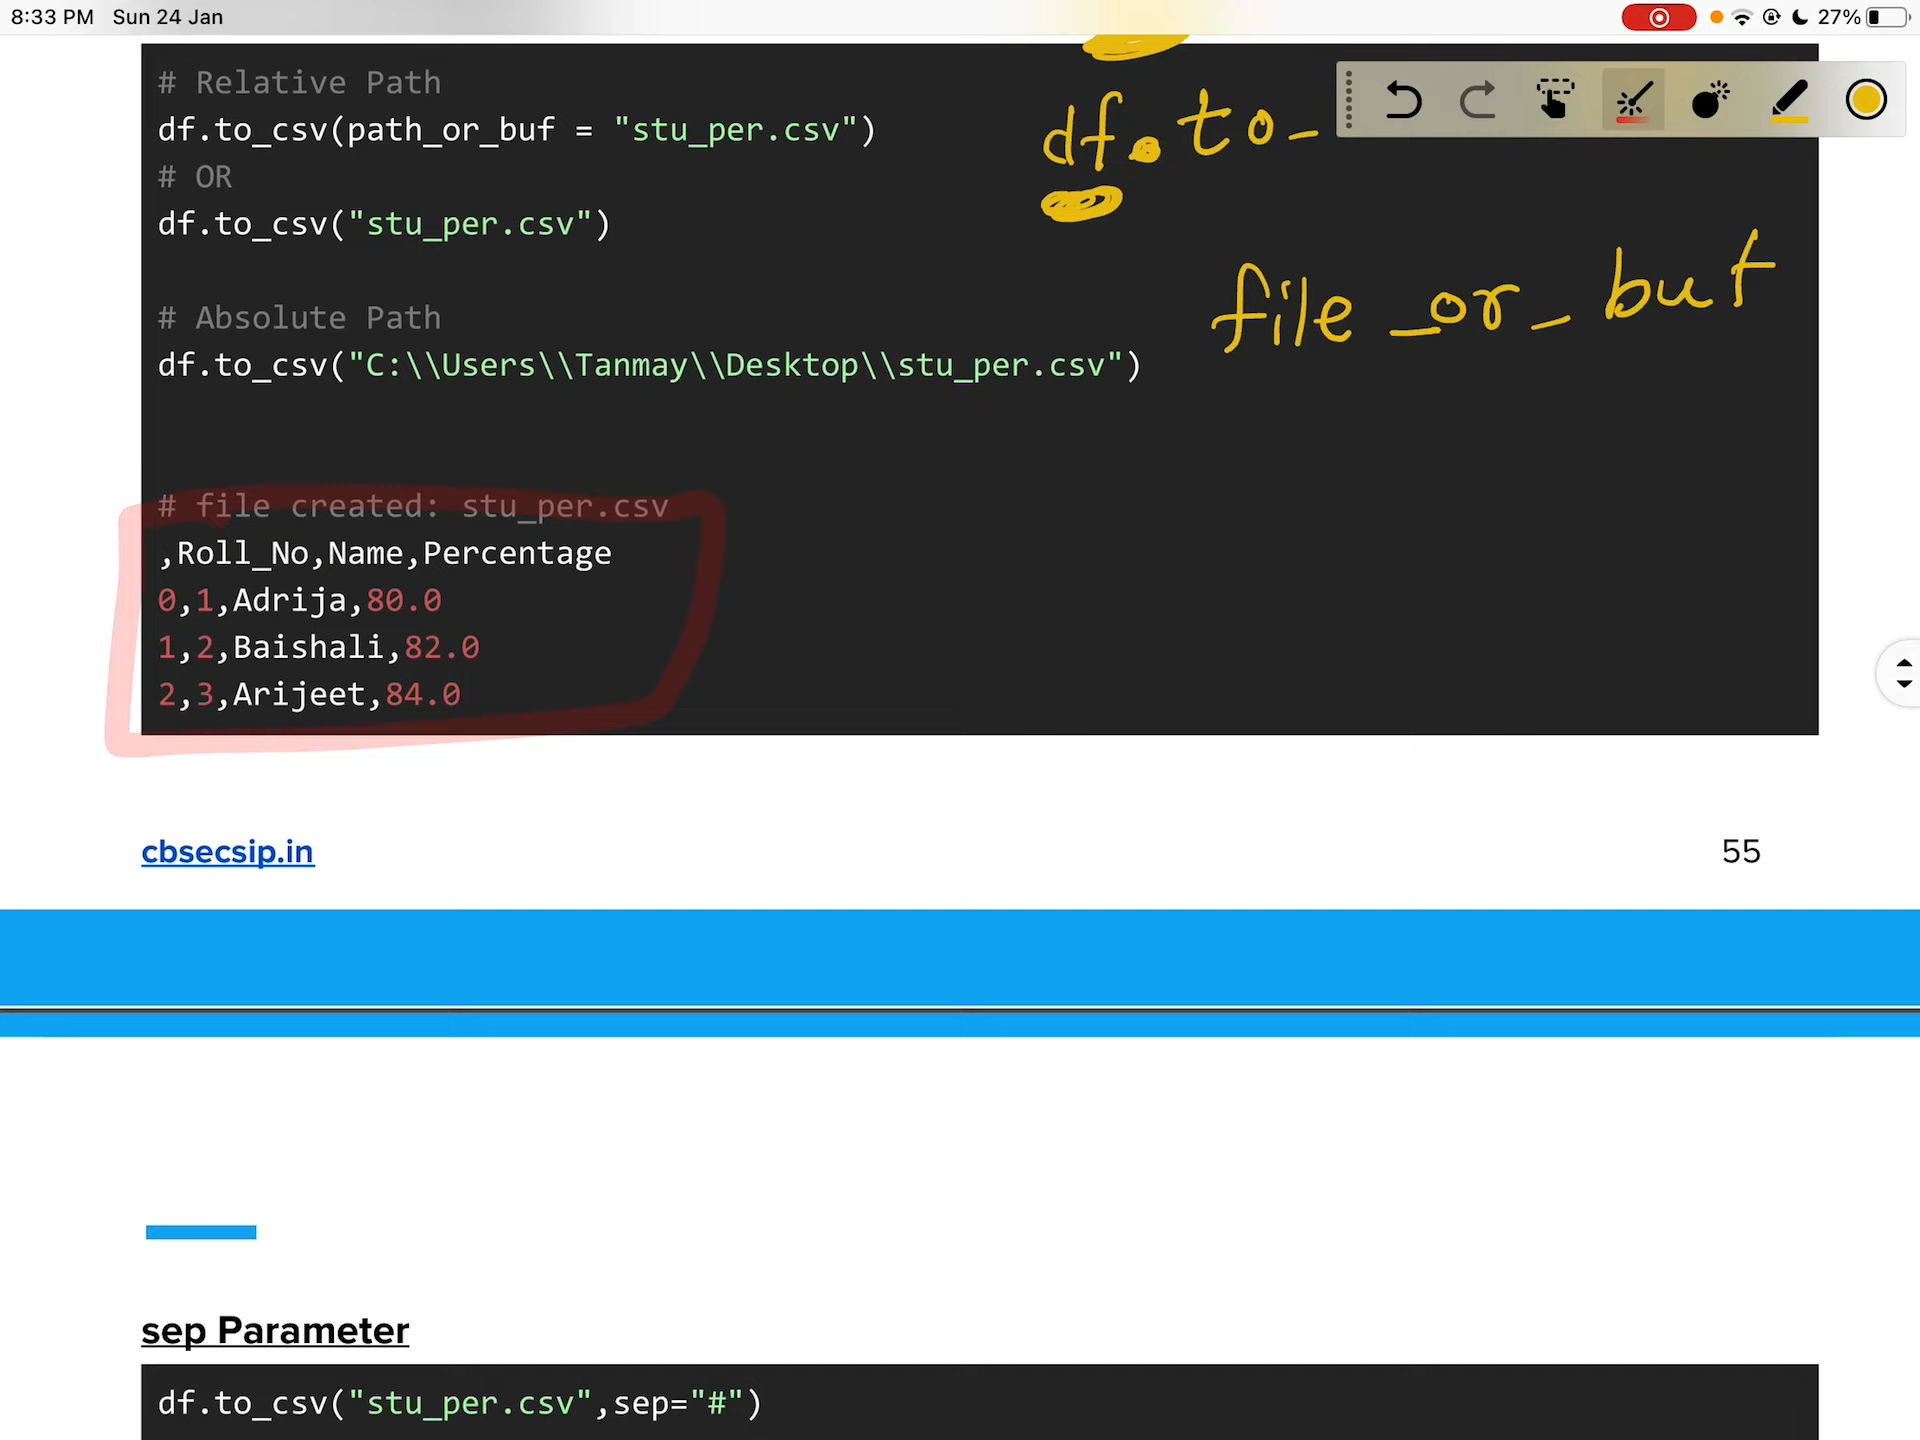 8:33 PM Sun 24 Jan 27%
# Relative Path
df.to_csv(path_or_buf = "stu_per.csv")
# OR
df.to_csv("stu_per.csv")
df.to_
file_or_buf
# Absolute Path
df.to_csv("C:\\Users\\Tanmay\\Desktop\\stu_per.csv")
# file created: stu_per.csv
,Roll_No,Name,Percentage
0,1,Adrija,80.0
1,2,Baishali,82.0
2,3,Arijeet,84.0
cbsecsip.in 55
sep Parameter
df.to_csv("stu_per.csv",sep="#")